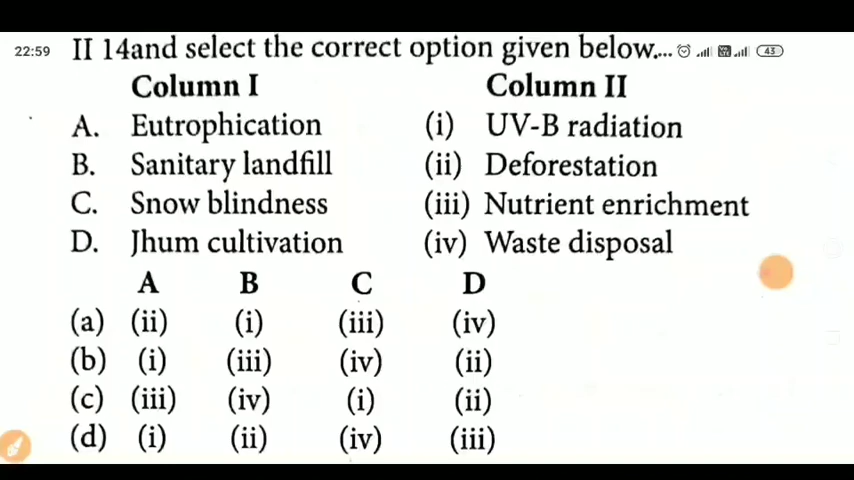 22:59 II 14and select the correct option given below.... 43
Column I Column II
A. Eutrophication (i) UV-B radiation
B. Sanitary landfill (ii) Deforestation
C. Snow blindness (iii) Nutrient enrichment
D. Jhum cultivation (iv) Waste disposal
A B C D
(a) (ii) (i) (iii) (iv)
(b) (i) (iii) (iv) (ii)
(c) (iii) (iv) (i) (ii)
(d) (i) (ii) (iv) (iii)